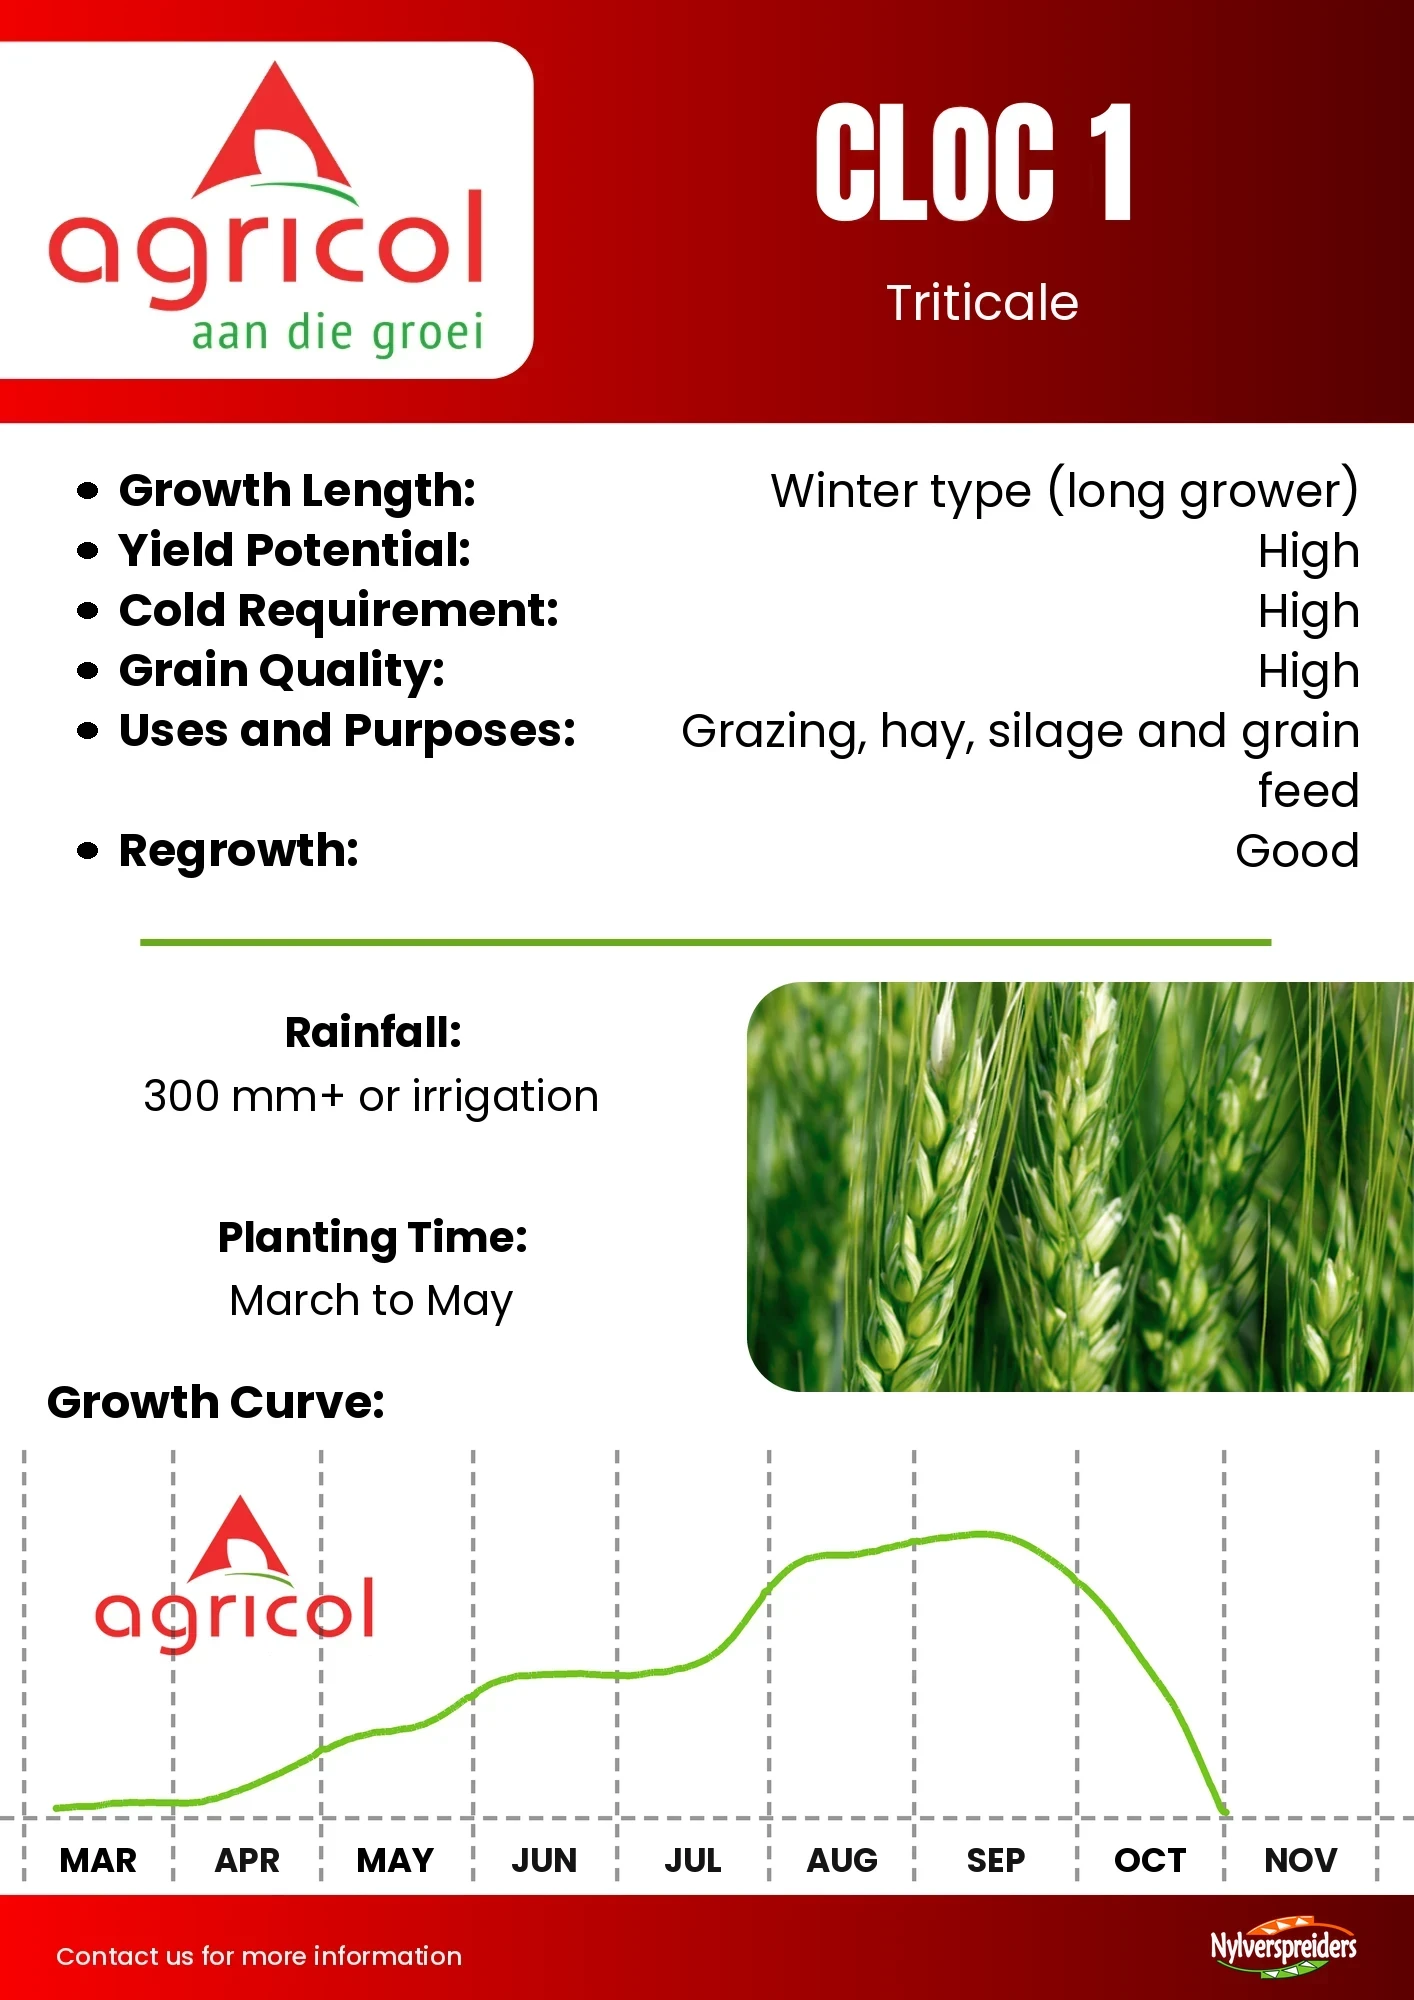 agricol
aan die groei
CLOC 1
Triticale
Growth Length: Winter type (long grower)
Yield Potential: High
Cold Requirement: High
Grain Quality: High
Uses and Purposes: Grazing, hay, silage and grain
feed
Regrowth: Good
Rainfall:
300 mm+ or irrigation
Planting Time:
March to May
Growth Curve:
agricol
MAR APR MAY JUN JUL AUG SEP OCT NOV
Contact us for more information
Nylverspreiders